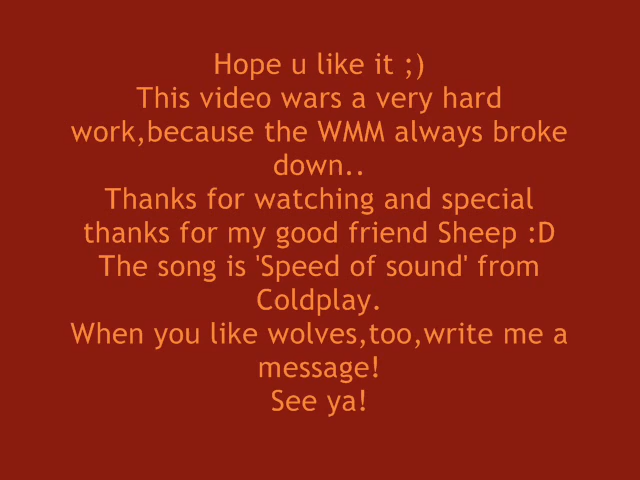 Hope u like it ;)
This video wars a very hard
work,because the WMM always broke
down..
Thanks for watching and special
thanks for my good friend Sheep :D
The song is 'Speed of sound' from
Coldplay.
When you like wolves,too,write me a
message!
See ya!